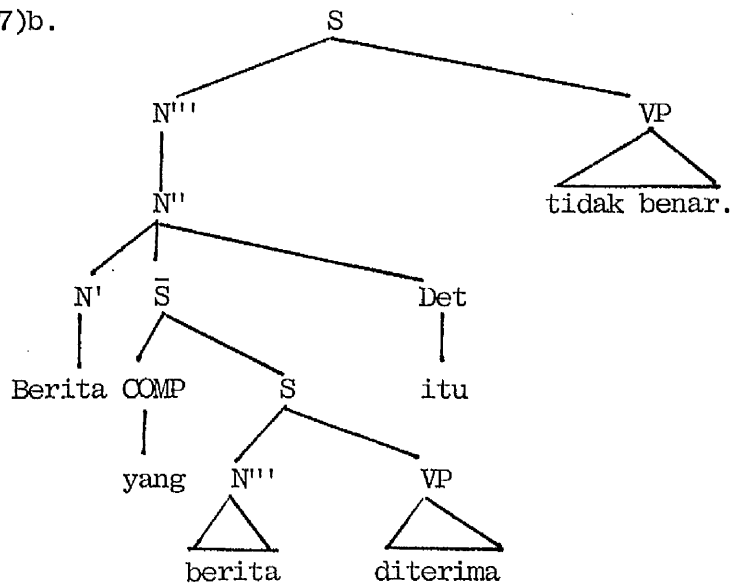 7)b.
S
N''' VP
N'' tidak benar.
N' S̄ Det
Berita COMP S itu
yang N''' VP
berita diterima